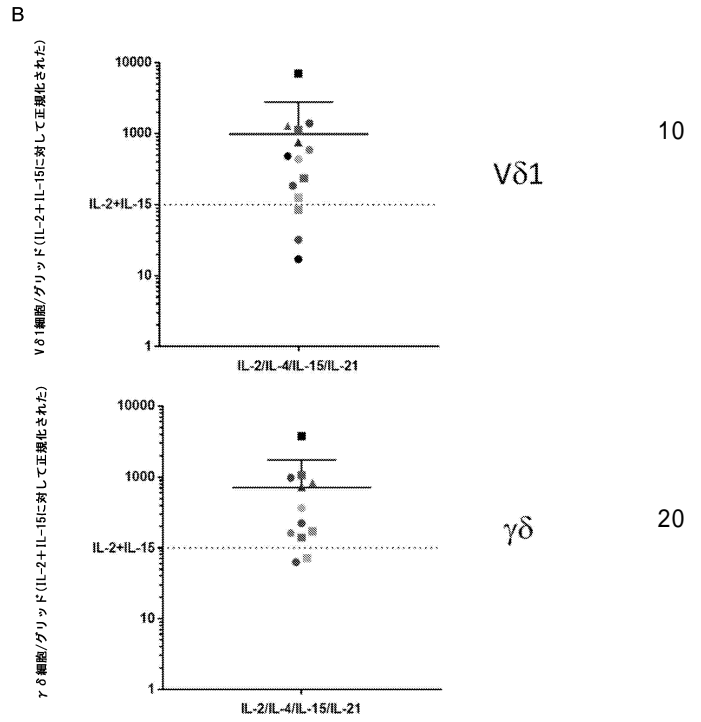 B
Vδ1細胞/グリッド(IL-2+IL-15に対して正規化された)
10000
1000
IL-2+IL-15
10
1
IL-2/IL-4/IL-15/IL-21
Vδ1
10
γδ細胞/グリッド(IL-2+IL-15に対して正規化された)
10000
1000
IL-2+IL-15
10
1
IL-2/IL-4/IL-15/IL-21
γδ
20